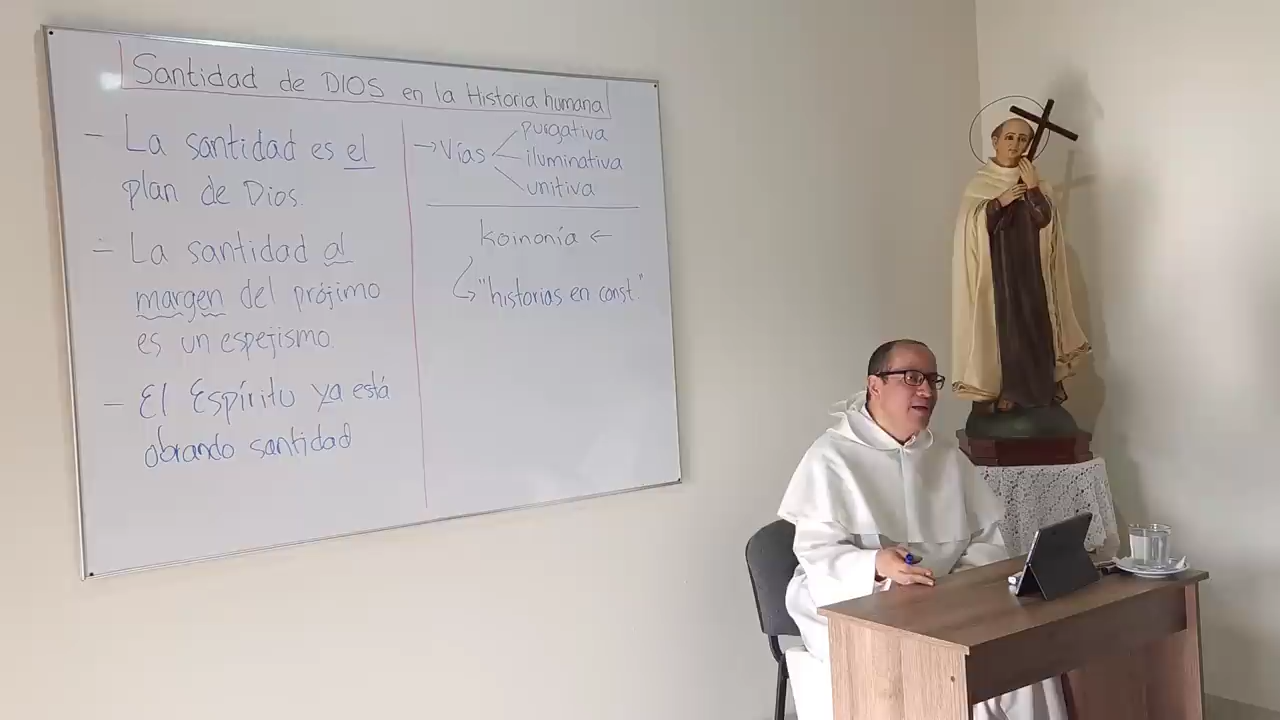 Santidad de DIOS en la Historia humana
- La santidad es el
plan de Dios.
- La santidad al
margen del prójimo
es un espejismo.
- El Espíritu ya está
obrando santidad
→ Vías
purgativa
iluminativa
unitiva
koinonía ←
"historias en const."